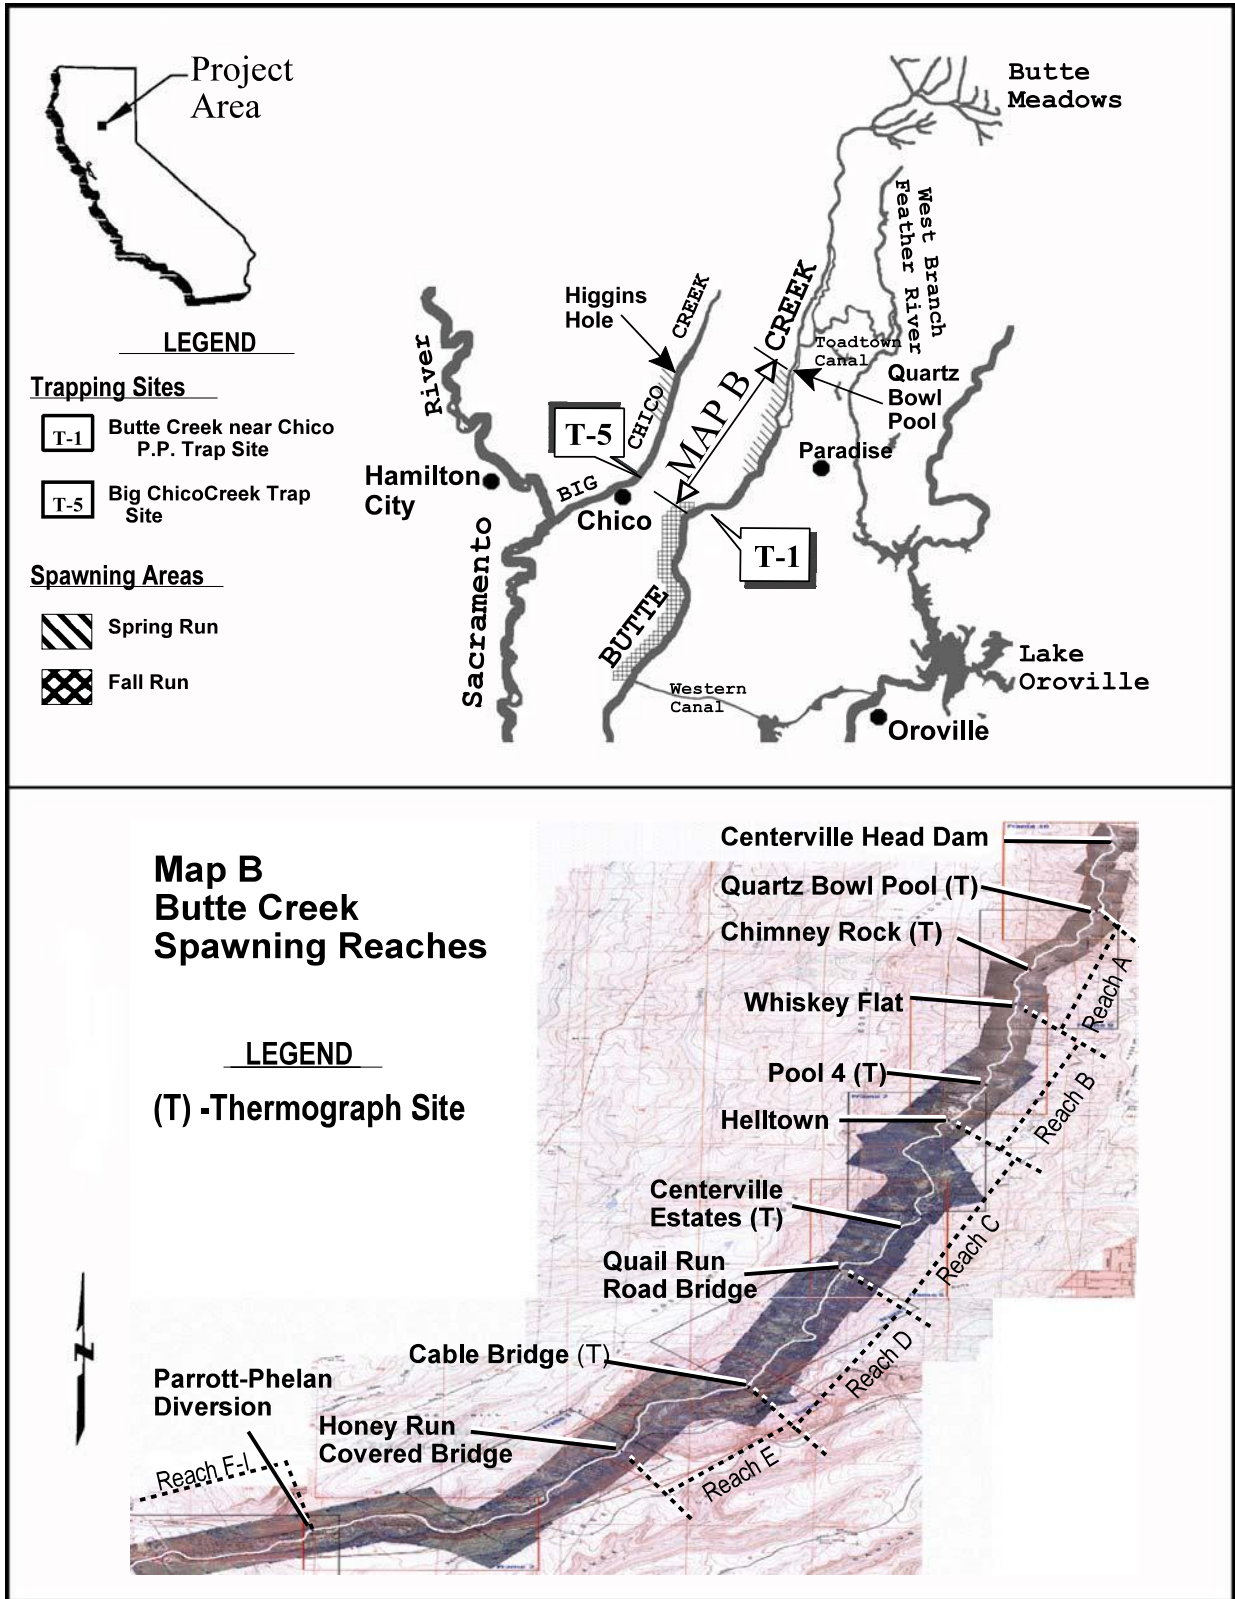 Project
Area
Butte
Meadows
West Branch
Feather River
Higgins
Hole
CREEK
CREEK
River
Toadtown
Canal
Quartz
Bowl
Pool
LEGEND
Trapping Sites
T-1
Butte Creek near Chico
P.P. Trap Site
T-5
Big ChicoCreek Trap
Site
CHICO
MAP B
T-5
Paradise
Hamilton
City
BIG
Chico
T-1
Sacramento
Spawning Areas
Spring Run
Fall Run
BUTTE
Lake
Oroville
Western
Canal
Oroville
Map B
Butte Creek
Spawning Reaches
LEGEND
(T) -Thermograph Site
Centerville Head Dam
Quartz Bowl Pool (T)
Chimney Rock (T)
Reach A
Whiskey Flat
Pool 4 (T)
Reach B
Helltown
Centerville
Estates (T)
Reach C
Quail Run
Road Bridge
Cable Bridge (T)
Reach D
Parrott-Phelan
Diversion
Honey Run
Covered Bridge
Reach E
Reach F-I
N